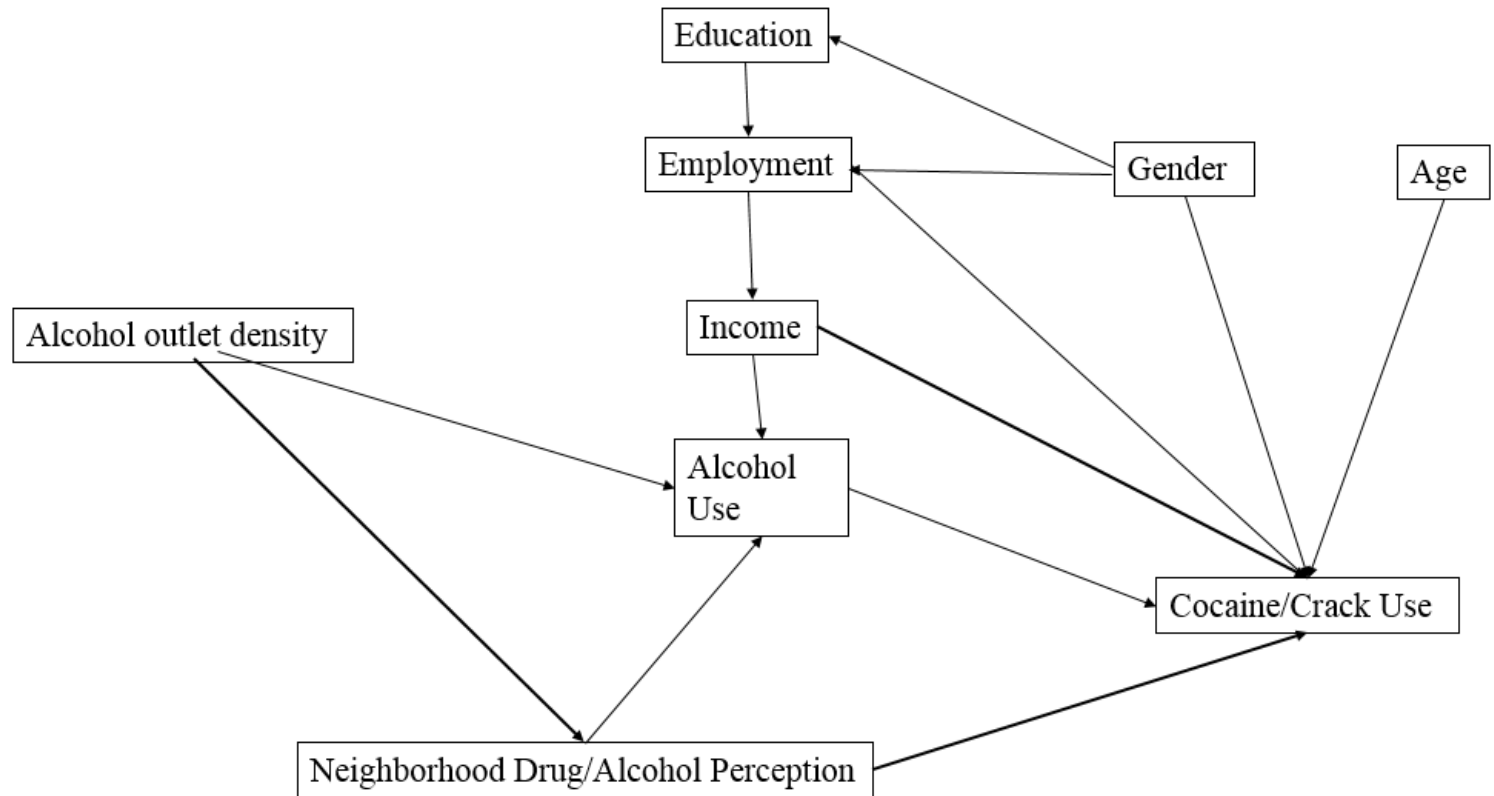 Education
Employment
Gender
Age
Alcohol outlet density
Income
Alcohol
Use
Cocaine/Crack Use
Neighborhood Drug/Alcohol Perception